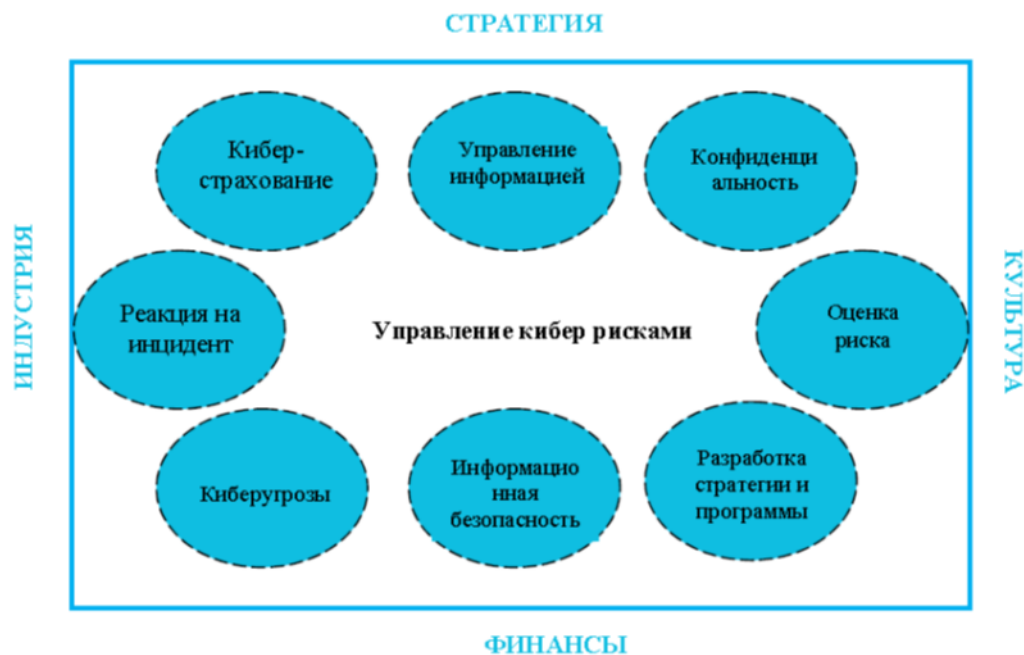 СТРАТЕГИЯ
Кибер-
страхование
Управление
информацией
Конфиденци
альность
ИНДУСТРИЯ
Реакция на
инцидент
Управление кибер рисками
Оценка
риска
КУЛЬТУРА
Киберугрозы
Информацио
нная
безопасность
Разработка
стратегии и
программы
ФИНАНСЫ